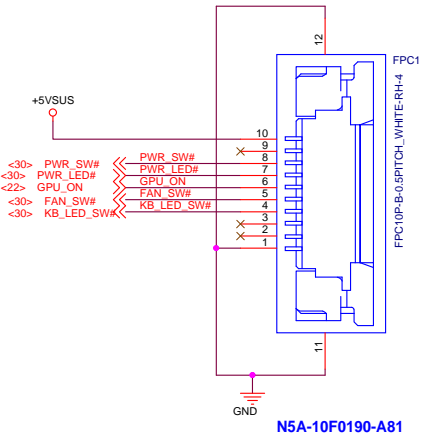 12
FPC1
+5VSUS
10
9
<30> PWR_SW# PWR_SW# 8
<30> PWR_LED# PWR_LED# 7
<22> GPU_ON GPU_ON 6
<30> FAN_SW# FAN_SW# 5
<30> KB_LED_SW# KB_LED_SW# 4
3
2
1
FPC10P-B-0.5PITCH_WHITE-RH-4
11
GND
N5A-10F0190-A81